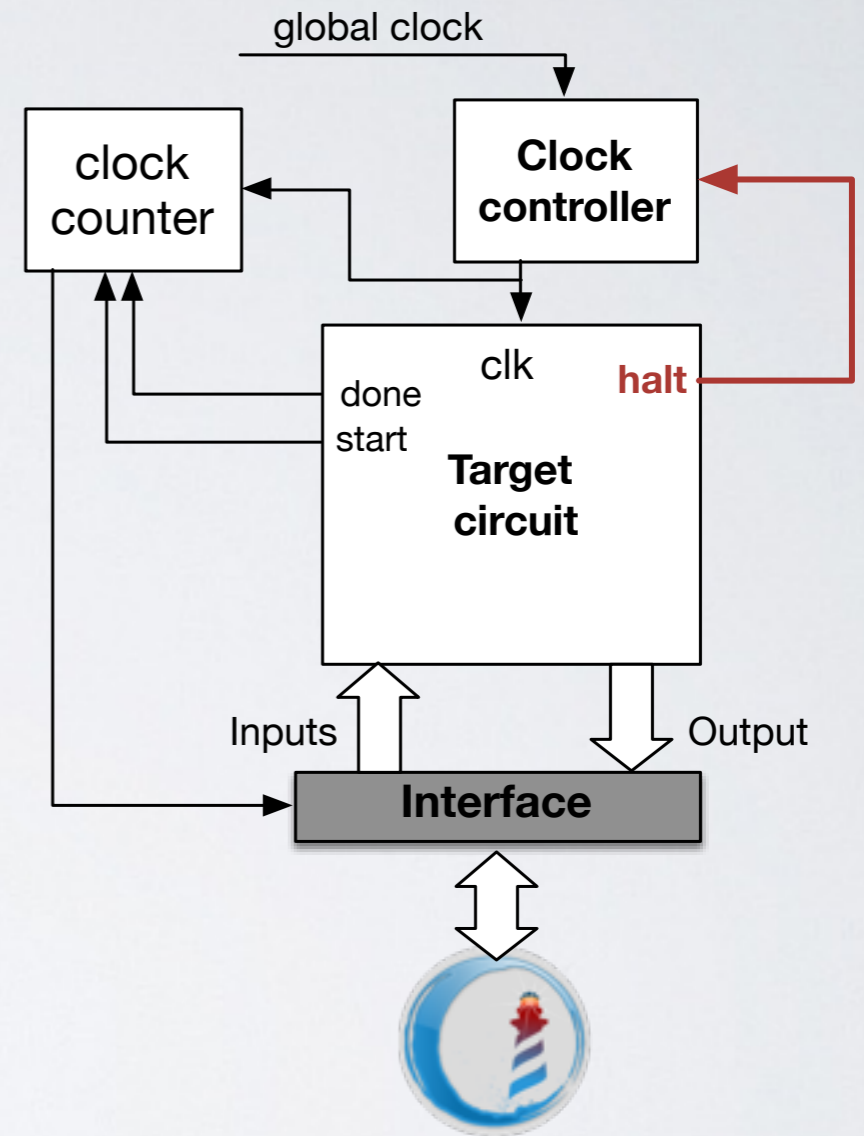 global clock
clock
counter
Clock
controller
clk
halt
done
start
Target
circuit
Inputs
Output
Interface